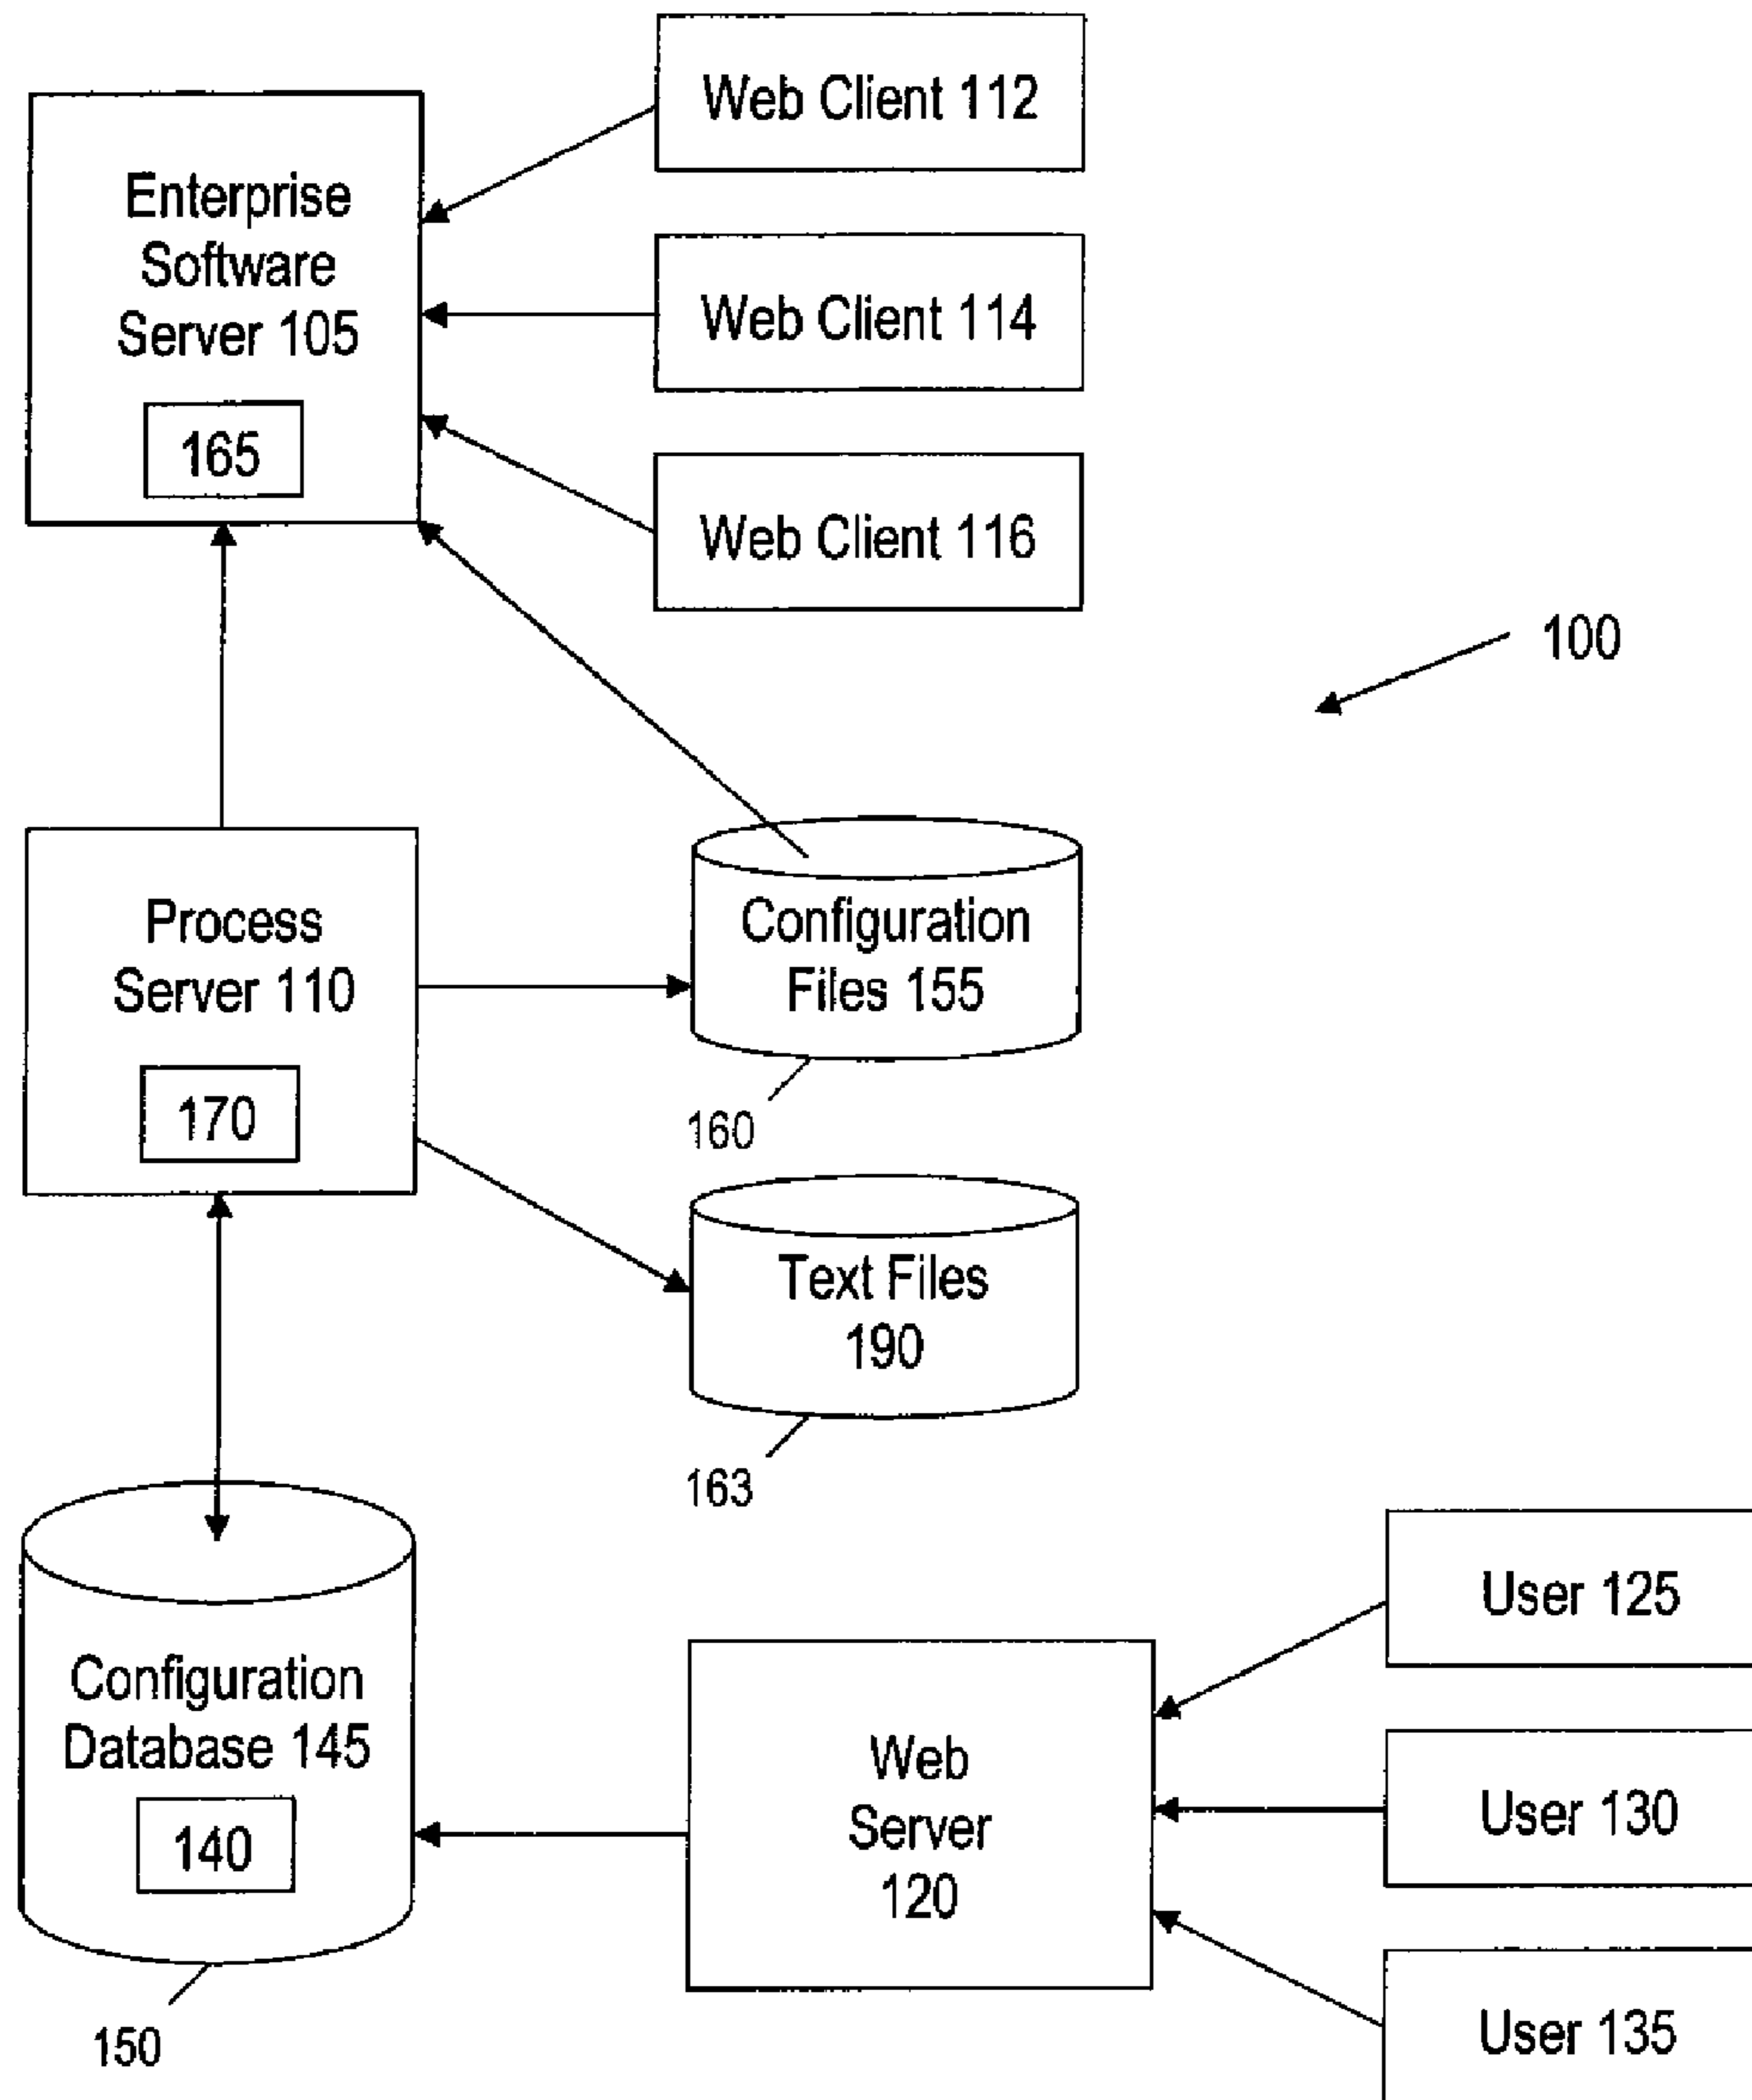 Web Client 112
Enterprise
Software
Server 105
165
Web Client 114
Web Client 116
100
Process
Server 110
170
Configuration
Files 155
160
Text Files
190
163
Configuration
Database 145
140
150
Web
Server
120
User 125
User 130
User 135